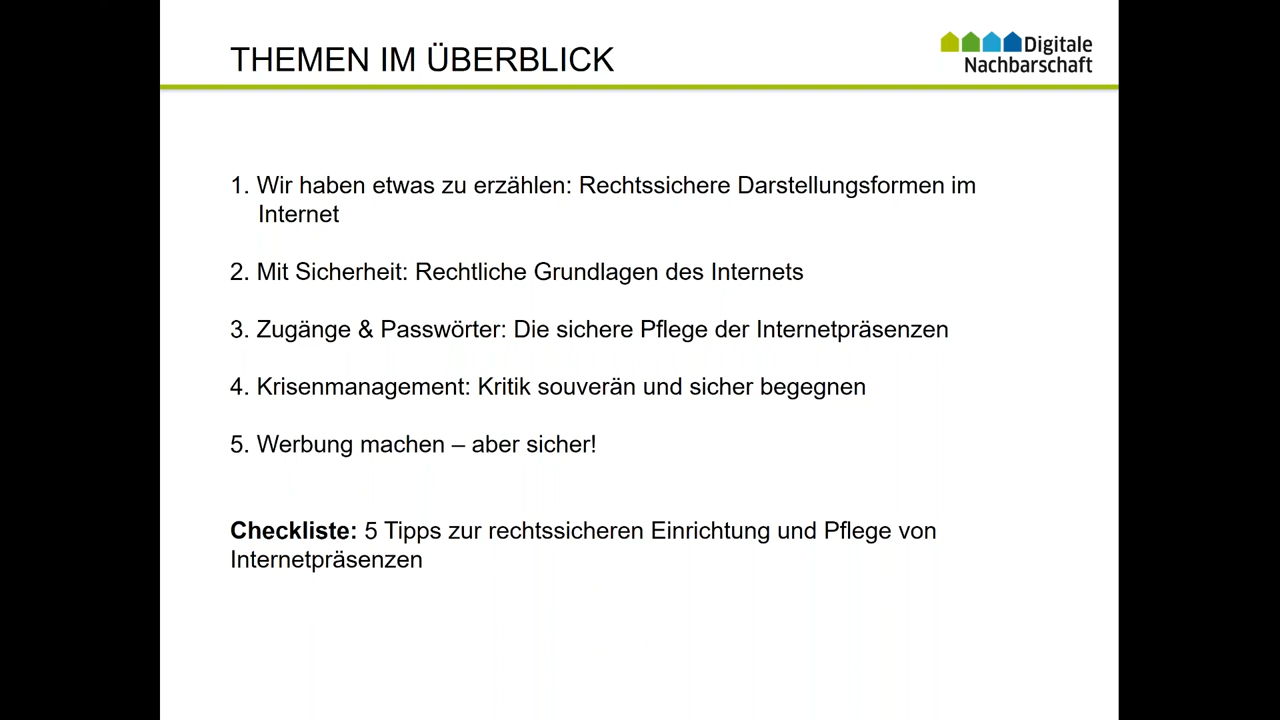 THEMEN IM ÜBERBLICK
Digitale
Nachbarschaft
1. Wir haben etwas zu erzählen: Rechtssichere Darstellungsformen im
Internet
2. Mit Sicherheit: Rechtliche Grundlagen des Internets
3. Zugänge & Passwörter: Die sichere Pflege der Internetpräsenzen
4. Krisenmanagement: Kritik souverän und sicher begegnen
5. Werbung machen – aber sicher!
Checkliste: 5 Tipps zur rechtssicheren Einrichtung und Pflege von
Internetpräsenzen